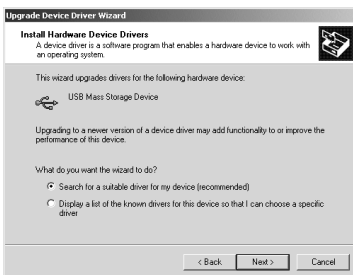 Upgrade Device Driver Wizard
Install Hardware Device Drivers
A device driver is a software program that enables a hardware device to work with
an operating system.
This wizard upgrades drivers for the following hardware device:
USB Mass Storage Device
Upgrading to a newer version of a device driver may add functionality to or improve the
performance of this device.
What do you want the wizard to do?
Search for a suitable driver for my device (recommended)
Display a list of the known drivers for this device so that I can choose a specific
driver
< Back
Next >
Cancel